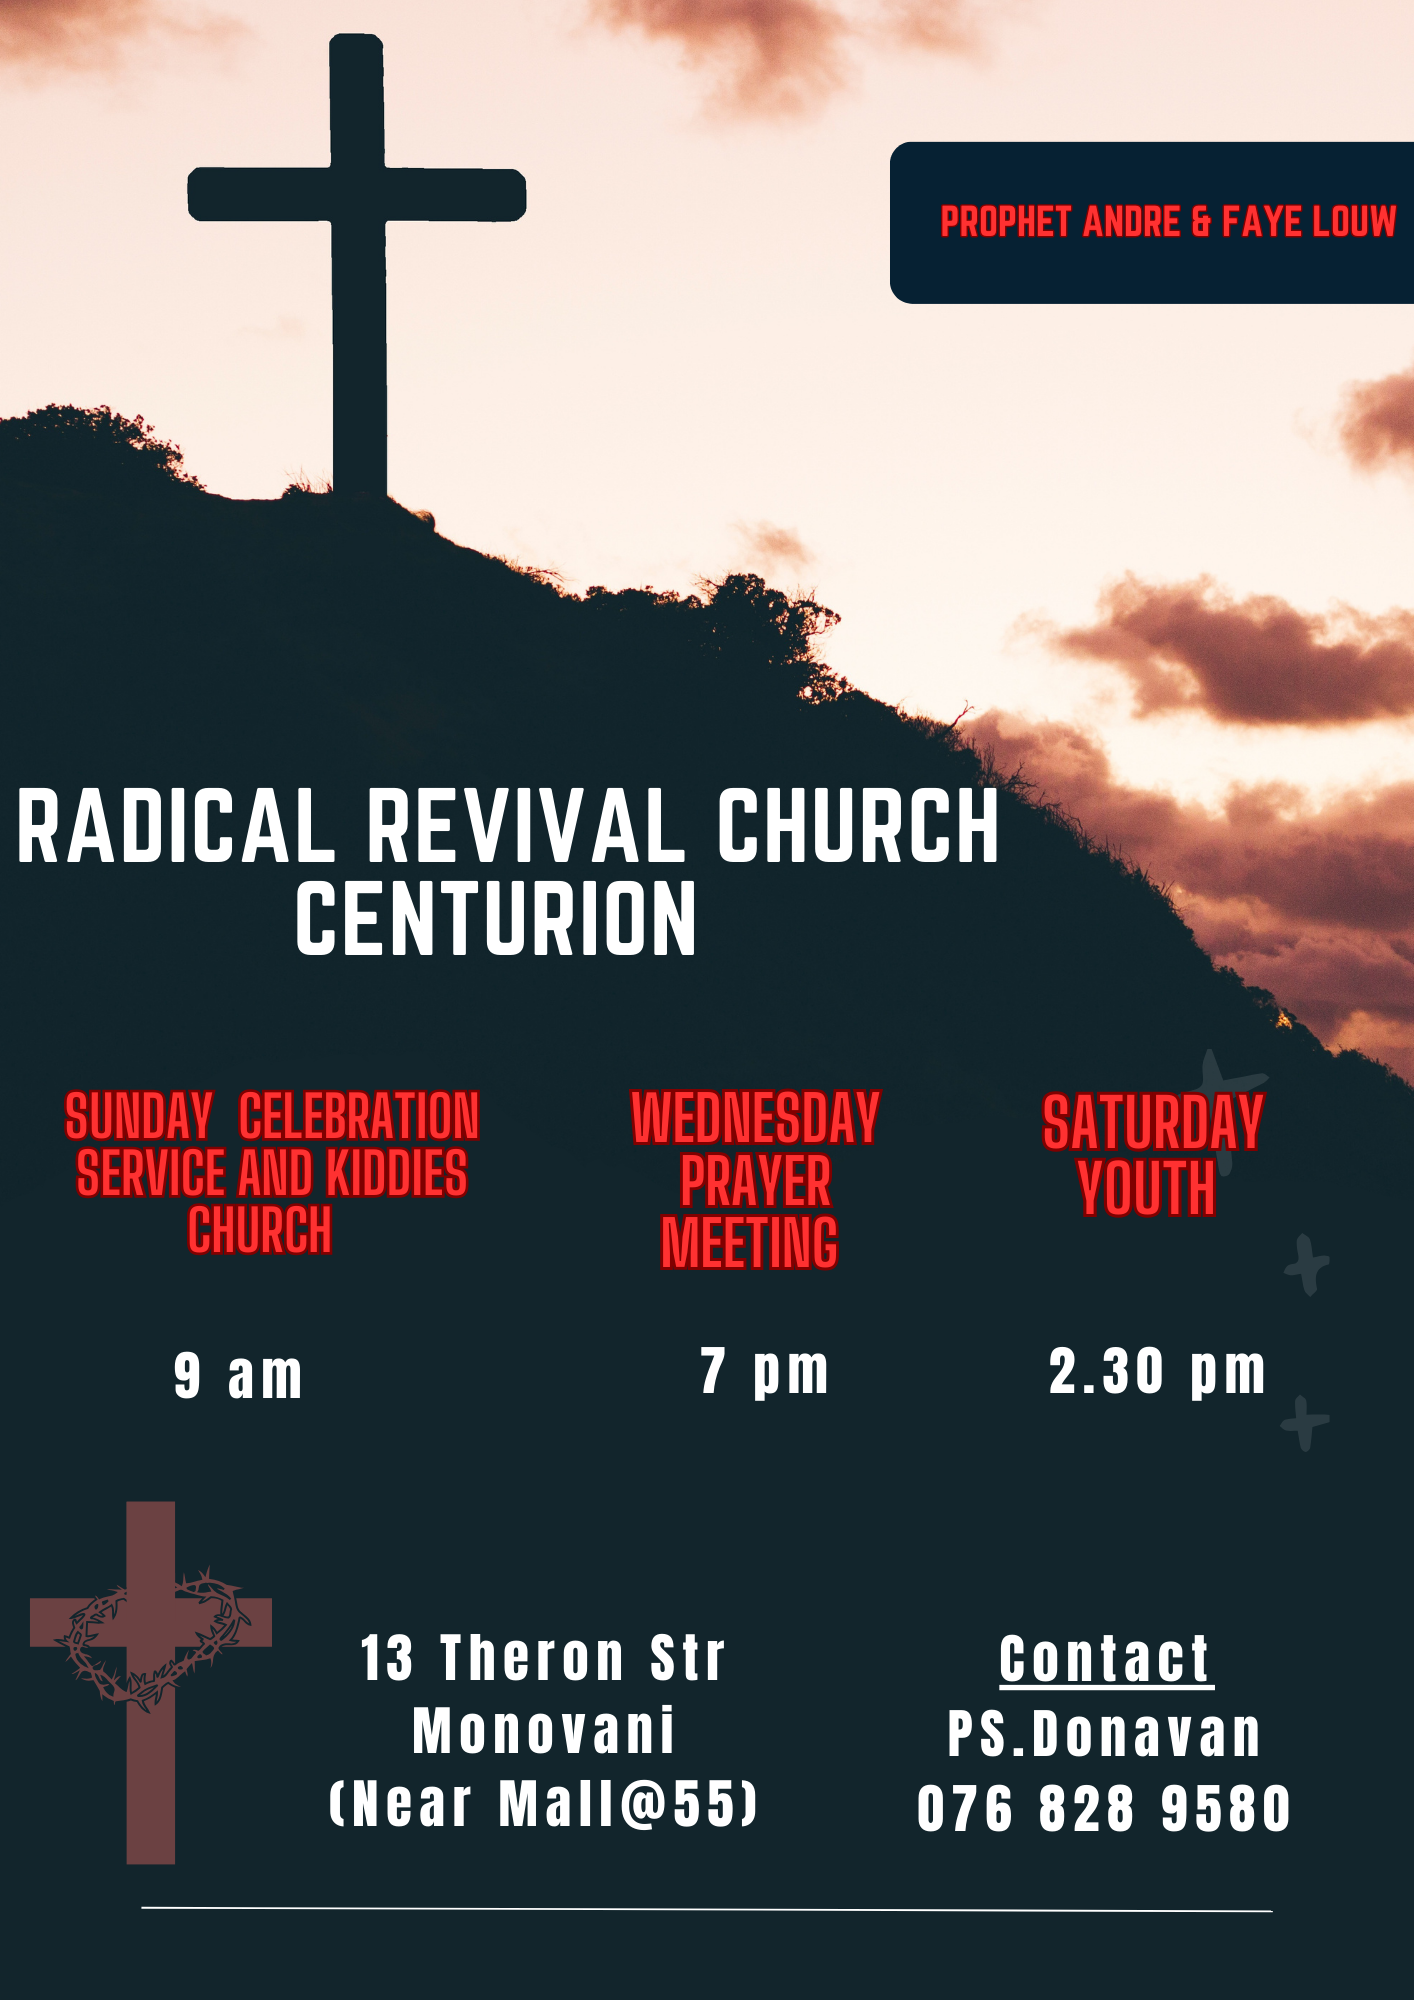 PROPHET ANDRE & FAYE LOUW
RADICAL REVIVAL CHURCH
CENTURION
SUNDAY CELEBRATION
SERVICE AND KIDDIES
CHURCH
9 am
WEDNESDAY
PRAYER
MEETING
7 pm
SATURDAY
YOUTH
2.30 pm
13 Theron Str
Monovani
(Near Mall@55)
Contact
PS.Donavan
076 828 9580